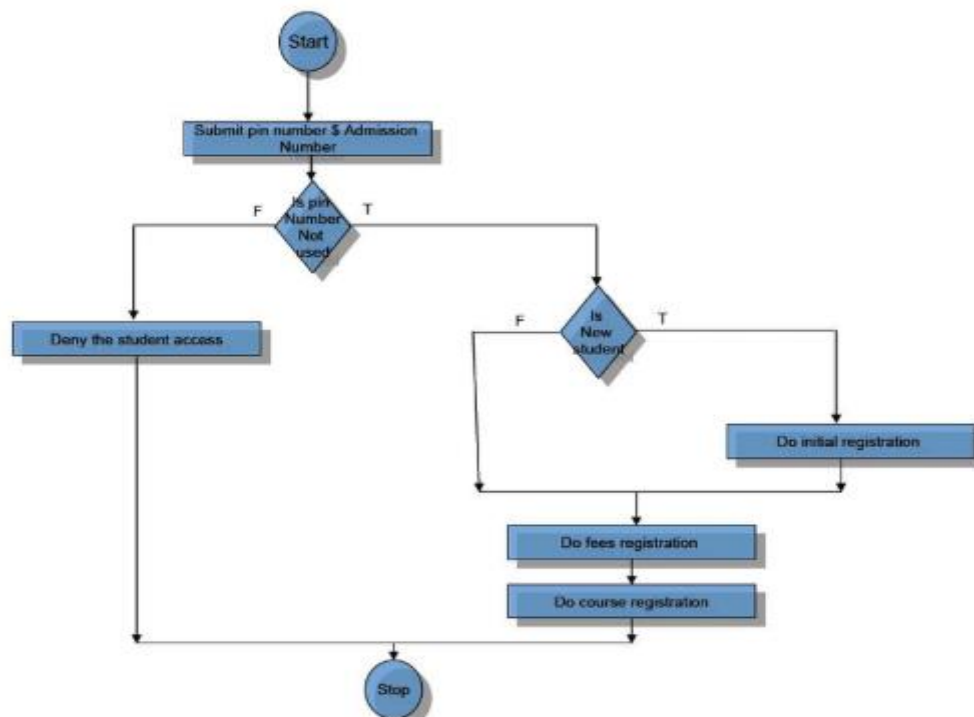 Start
Submit pin number $ Admission
Number
Is pin
Number
Not
used
F
T
Deny the student access
Is
New
student
F
T
Do initial registration
Do fees registration
Do course registration
Stop